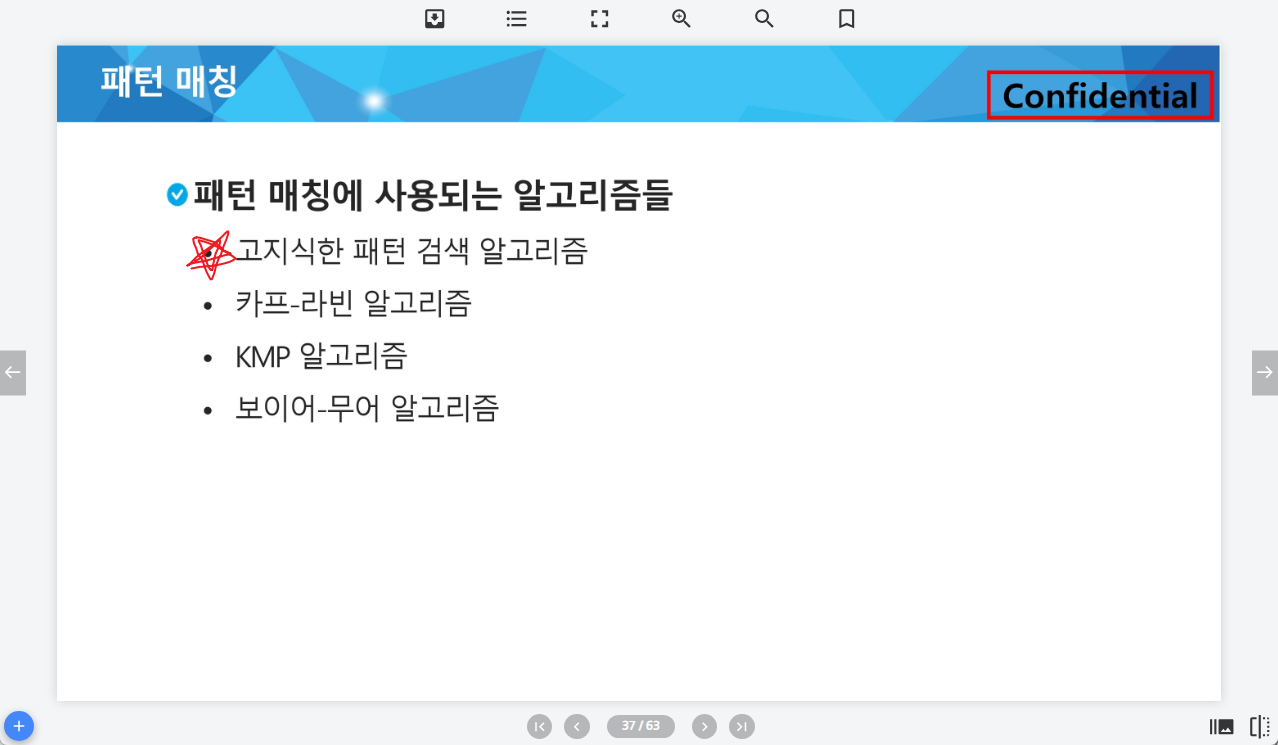 패턴 매칭
Confidential
패턴 매칭에 사용되는 알고리즘들
고지식한 패턴 검색 알고리즘
• 카프-라빈 알고리즘
• KMP 알고리즘
• 보이어-무어 알고리즘
37 / 63